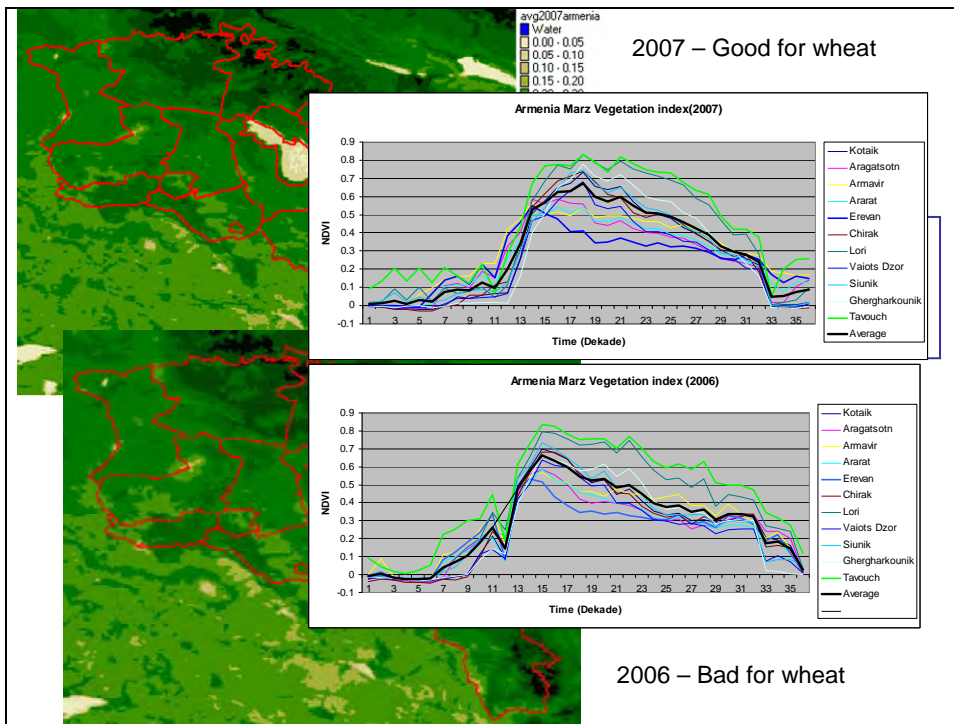 avg2007armenia
Water
0.00 - 0.05
0.05 - 0.10
0.10 - 0.15
0.15 - 0.20
2007 – Good for wheat
Armenia Marz Vegetation index(2007)
NDVI
0.9
0.8
0.7
0.6
0.5
0.4
0.3
0.2
0.1
0
-0.1
1 3 5 7 9 11 13 15 17 19 21 23 25 27 29 31 33 35
Time (Dekade)
Kotaik
Aragatsotn
Armavir
Ararat
Erevan
Chirak
Lori
Vaiots Dzor
Siunik
Ghergharkounik
Tavouch
Average
Armenia Marz Vegetation index (2006)
NDVI
0.9
0.8
0.7
0.6
0.5
0.4
0.3
0.2
0.1
0
-0.1
1 3 5 7 9 11 13 15 17 19 21 23 25 27 29 31 33 35
Time (Dekade)
Kotaik
Aragatsotn
Armavir
Ararat
Erevan
Chirak
Lori
Vaiots Dzor
Siunik
Ghergharkounik
Tavouch
Average
2006 – Bad for wheat